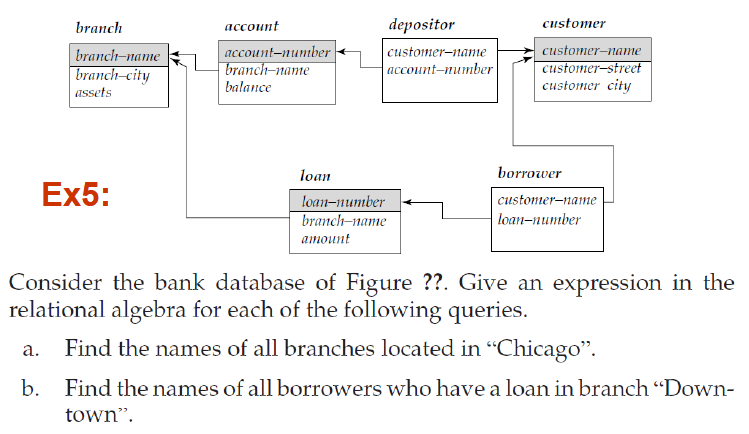 branch
account
depositor
customer
branch–name
branch–city
assets
account–number
branch–name
balance
customer–name
account–number
customer–name
customer–street
customer city
Ex5:
loan
borrower
loan–number
branch–name
amount
customer–name
loan–number
Consider the bank database of Figure ??. Give an expression in the
relational algebra for each of the following queries.
a. Find the names of all branches located in “Chicago”.
b. Find the names of all borrowers who have a loan in branch “Down-
town”.